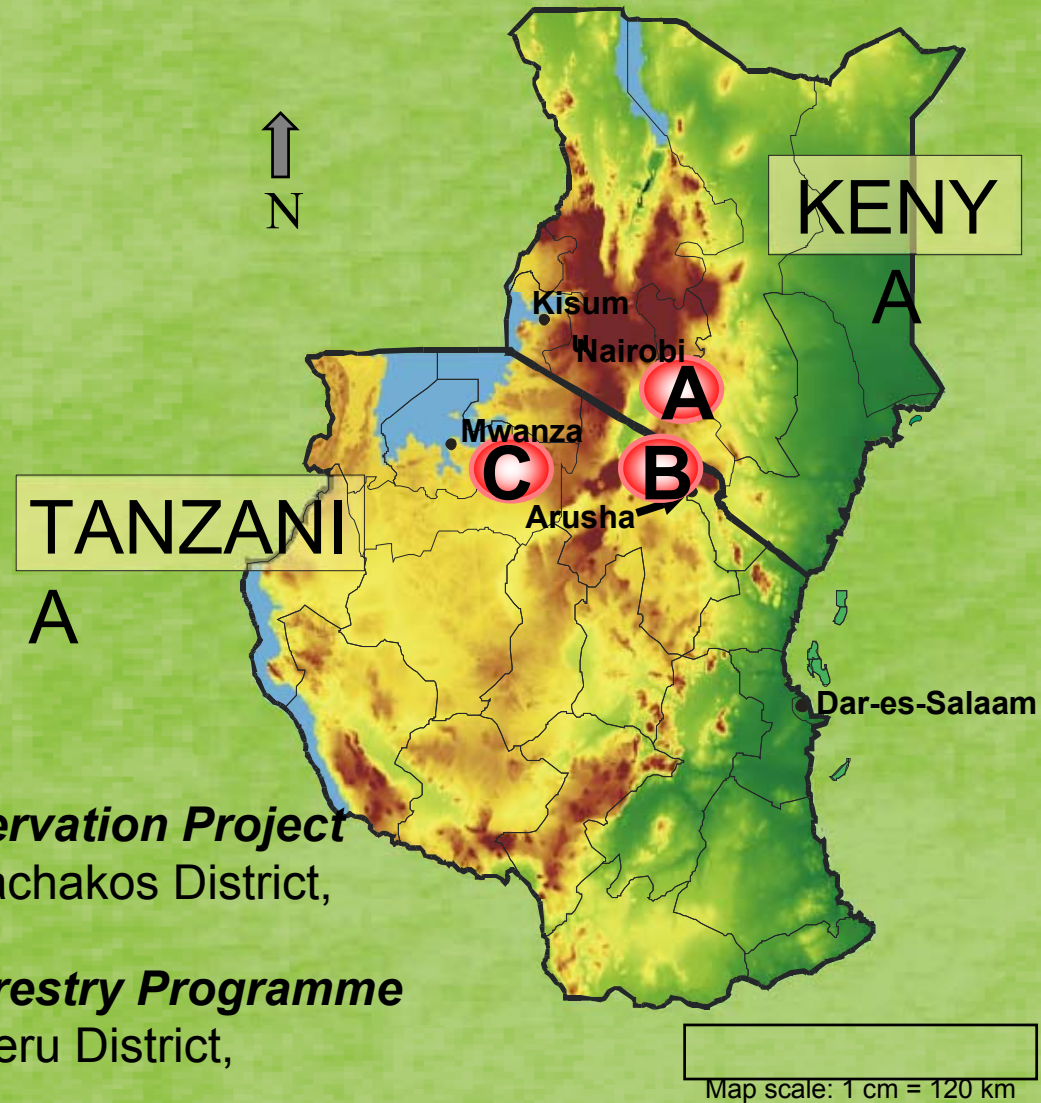 N
KENY
A
Kisum
u
Nairobi
A
Mwanza
C
B
Arusha
TANZANI
A
Dar-es-Salaam
ervation Project
achakos District,
restry Programme
eru District,
Map scale: 1 cm = 120 km